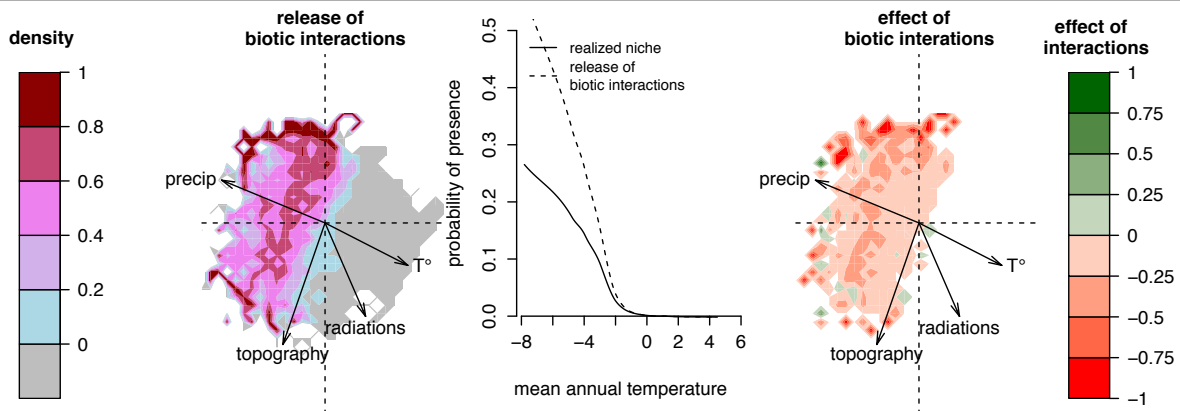 density
1
0.8
0.6
0.4
0.2
0
release of
biotic interactions
precip
T°
radiations
topography
probability of presence
0.5
0.4
0.3
0.2
0.1
0.0
realized niche
release of
biotic interactions
−8
−4
0
2
4
6
mean annual temperature
effect of
biotic interations
precip
T°
radiations
topography
effect of
interactions
1
0.75
0.5
0.25
0
−0.25
−0.5
−0.75
−1